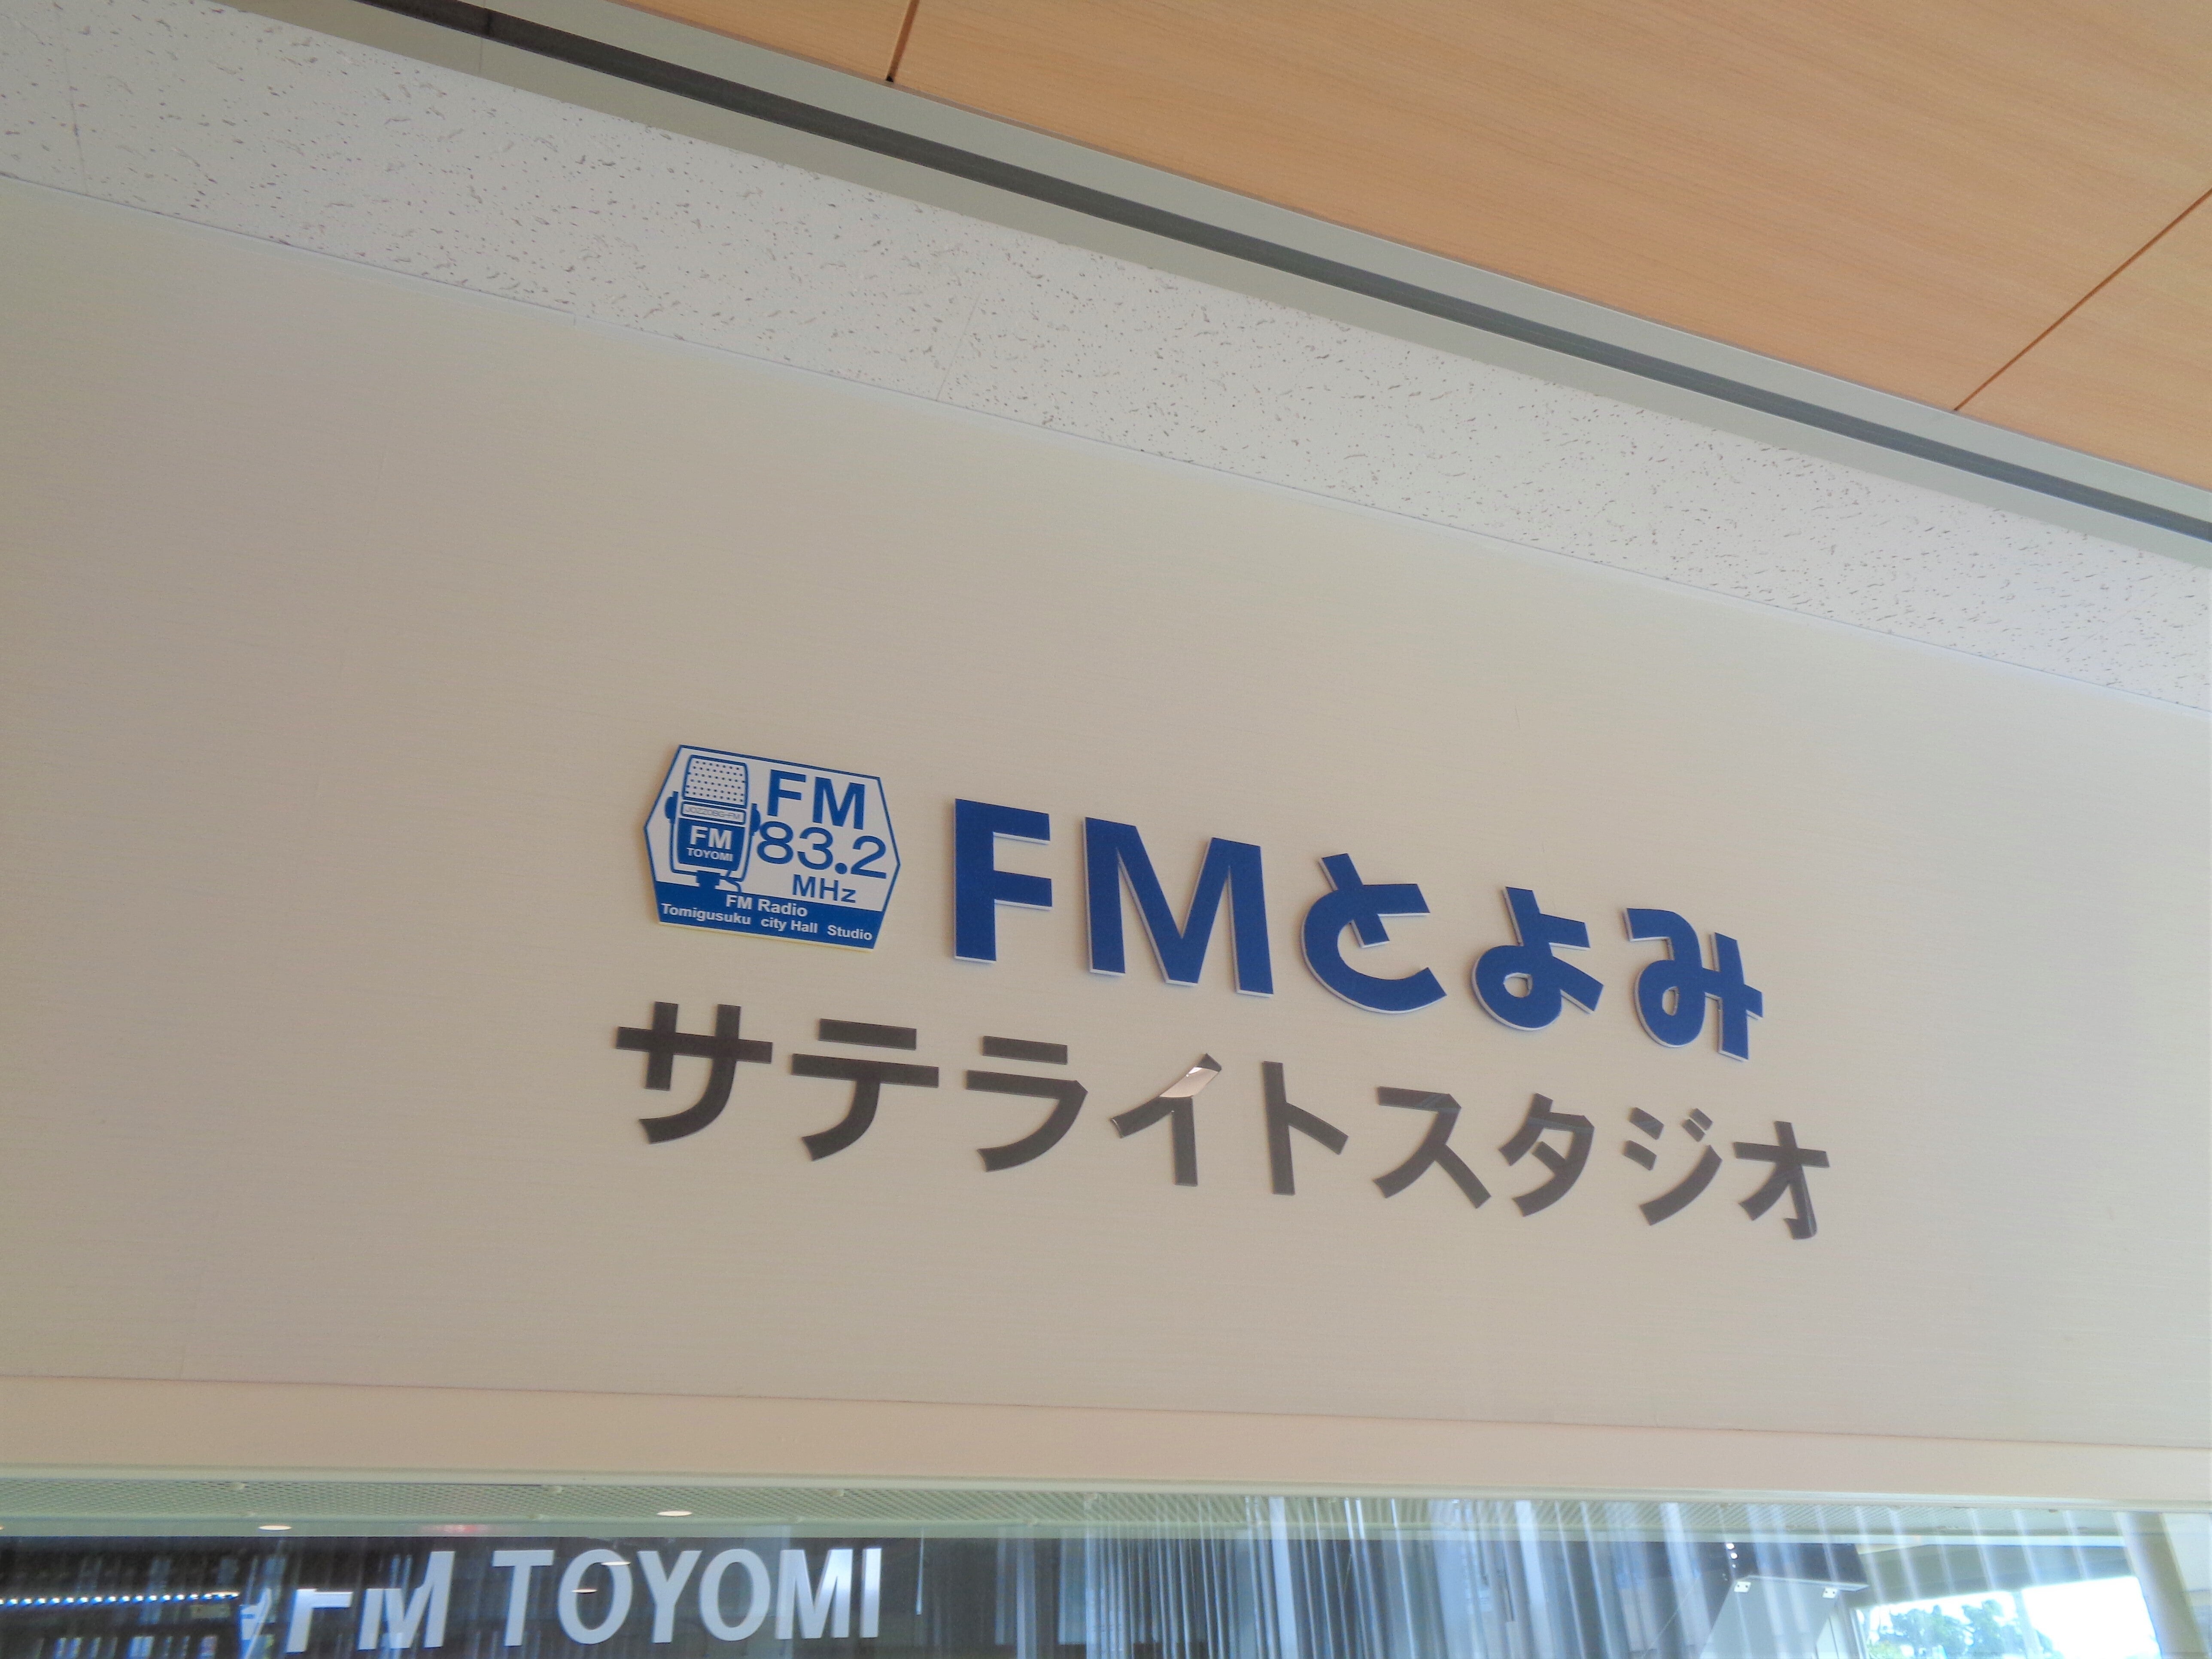 FM
83.2
MHz
FM
TOYOMI
FM Radio
Tomigusuku city Hall Studio
FMとよみ
サテライトスタジオ
FM TOYOMI